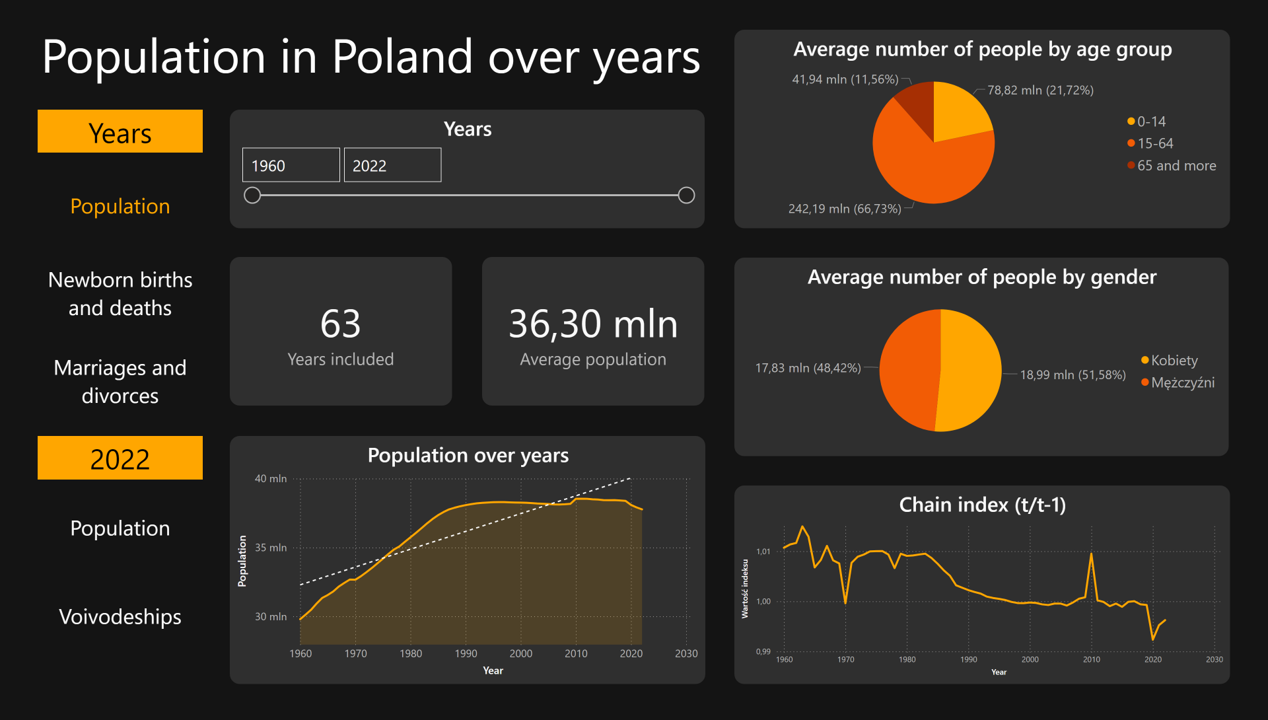 Population in Poland over years
Years
Population
Newborn births
and deaths
Marriages and
divorces
2022
Population
Voivodeships
Years
1960
2022
63
Years included
36,30 mln
Average population
Population over years
40 mln
35 mln
30 mln
Population
1960 1970 1980 1990 2000 2010 2020 2030
Year
Average number of people by age group
41,94 mln (11,56%)
78,82 mln (21,72%)
242,19 mln (66,73%)
0-14
15-64
65 and more
Average number of people by gender
17,83 mln (48,42%)
18,99 mln (51,58%)
Kobiety
Mężczyźni
Chain index (t/t-1)
1,01
1,00
0,99
Wartość indeksu
1960 1970 1980 1990 2000 2010 2020 2030
Year